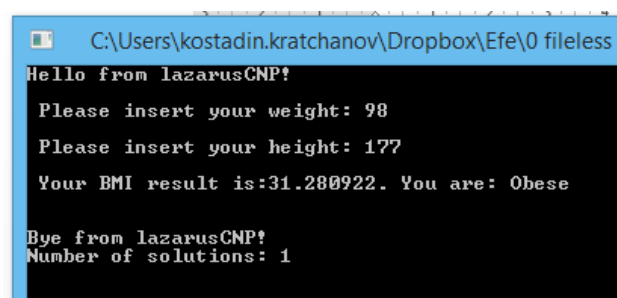 C:\Users\kostadin.kratchanov\Dropbox\Efe\0 fileless
Hello from lazarusCNP!
Please insert your weight: 98
Please insert your height: 177
Your BMI result is:31.280922. You are: Obese
Bye from lazarusCNP!
Number of solutions: 1